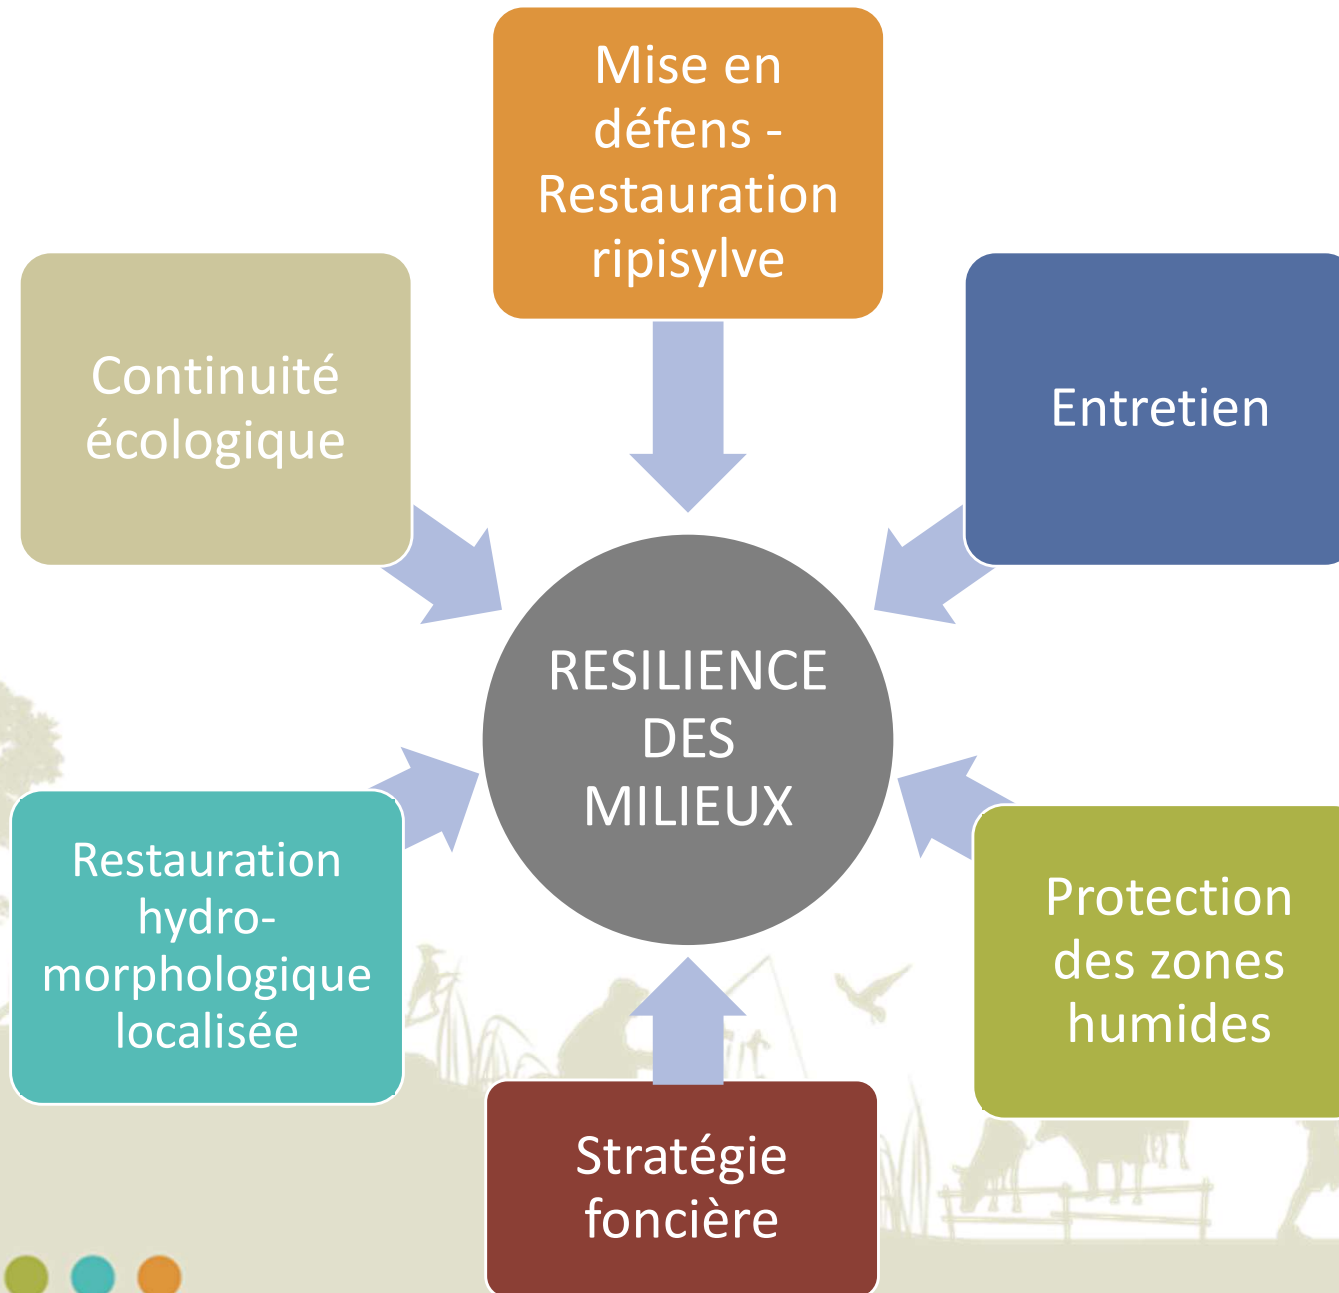 Mise en
défens -
Restauration
ripisylve
Continuité
écologique
Entretien
RESILIENCE
DES
MILIEUX
Restauration
hydro-
morphologique
localisée
Protection
des zones
humides
Stratégie
foncière